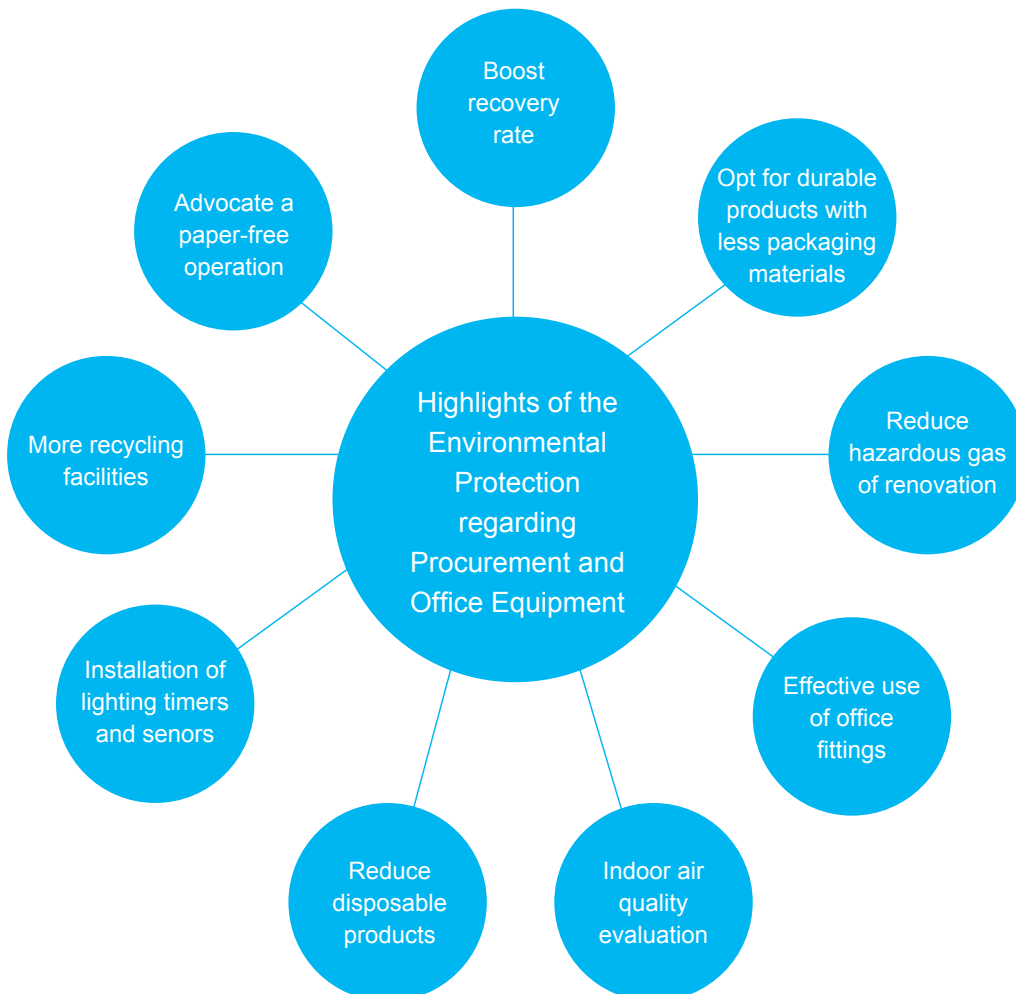 Boost
recovery
rate
Opt for durable
products with
less packaging
materials
Advocate a
paper-free
operation
Reduce
hazardous gas
of renovation
More recycling
facilities
Highlights of the
Environmental
Protection
regarding
Procurement and
Office Equipment
Installation of
lighting timers
and senors
Effective use
of office
fittings
Reduce
disposable
products
Indoor air
quality
evaluation